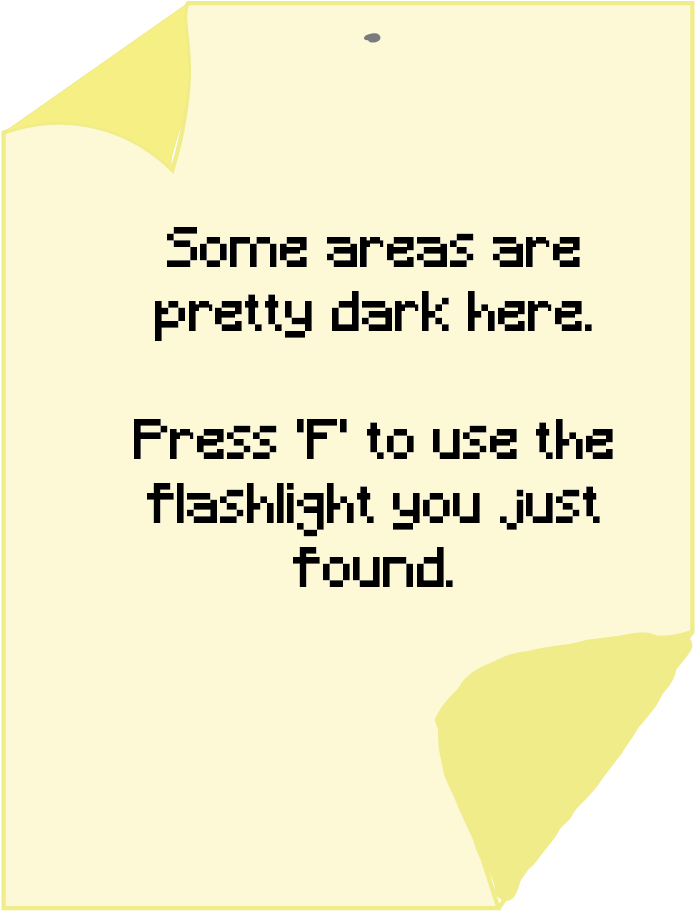 Some areas are
pretty dark here.
Press 'F' to use the
flashlight you just
found.